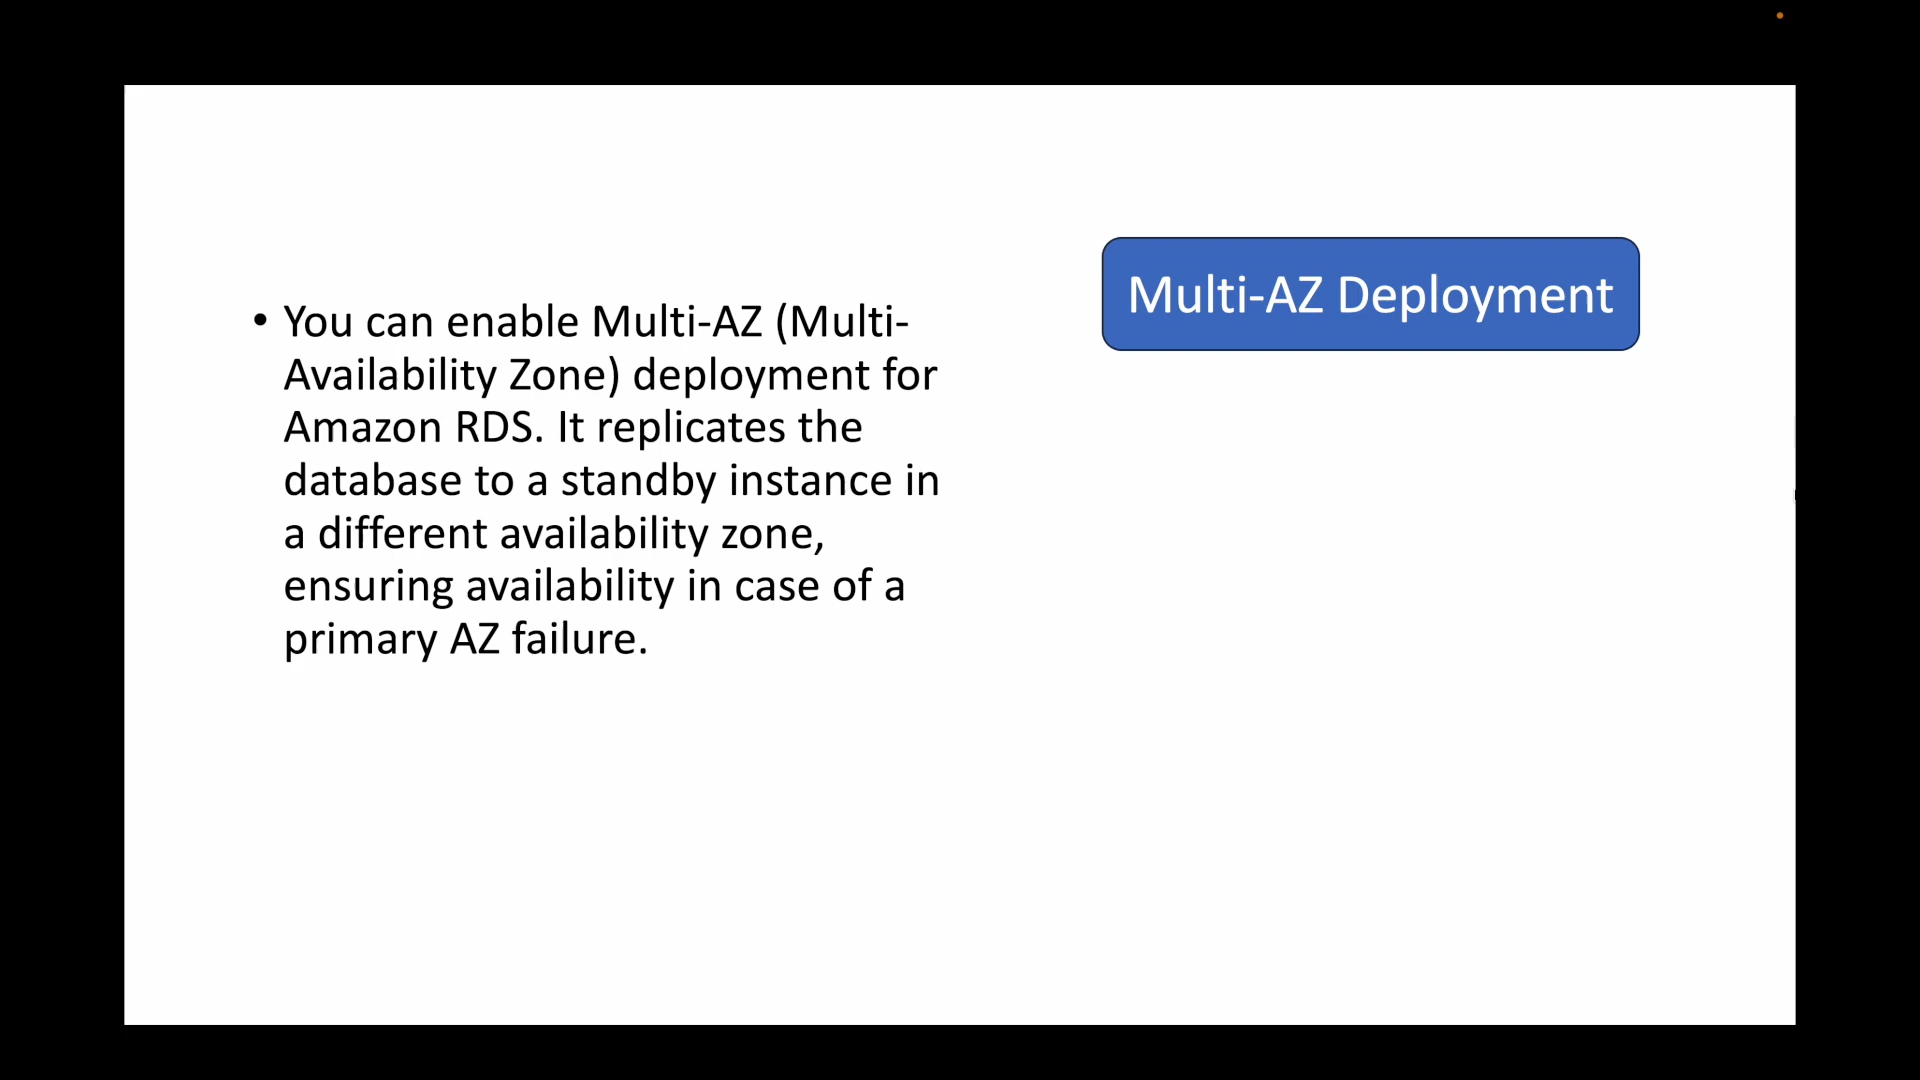 • You can enable Multi-AZ (Multi-
Availability Zone) deployment for
Amazon RDS. It replicates the
database to a standby instance in
a different availability zone,
ensuring availability in case of a
primary AZ failure.
Multi-AZ Deployment